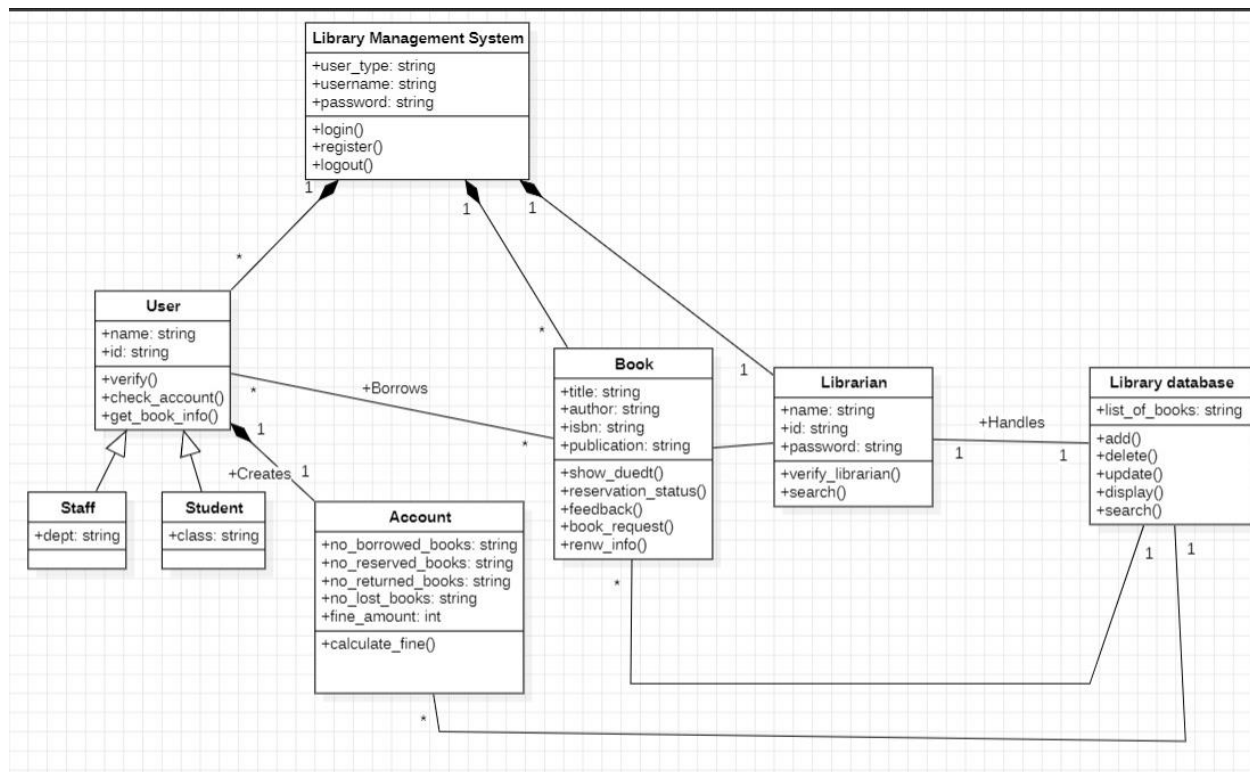 Library Management System
+user_type: string
+username: string
+password: string
+login()
+register()
+logout()
1
1
1
*
*
1
User
+name: string
+id: string
+verify()
+check_account()
+get_book_info()
*
+Borrows
*
1
+Creates
1
Book
+title: string
+author: string
+isbn: string
+publication: string
+show_duedt()
+reservation_status()
+feedback()
+book_request()
+renw_info()
*
Librarian
+name: string
+id: string
+password: string
+verify_librarian()
+search()
+Handles
1
1
Library database
+list_of_books: string
+add()
+delete()
+update()
+display()
+search()
1
1
Staff
+dept: string
Student
+class: string
Account
+no_borrowed_books: string
+no_reserved_books: string
+no_returned_books: string
+no_lost_books: string
+fine_amount: int
+calculate_fine()
*